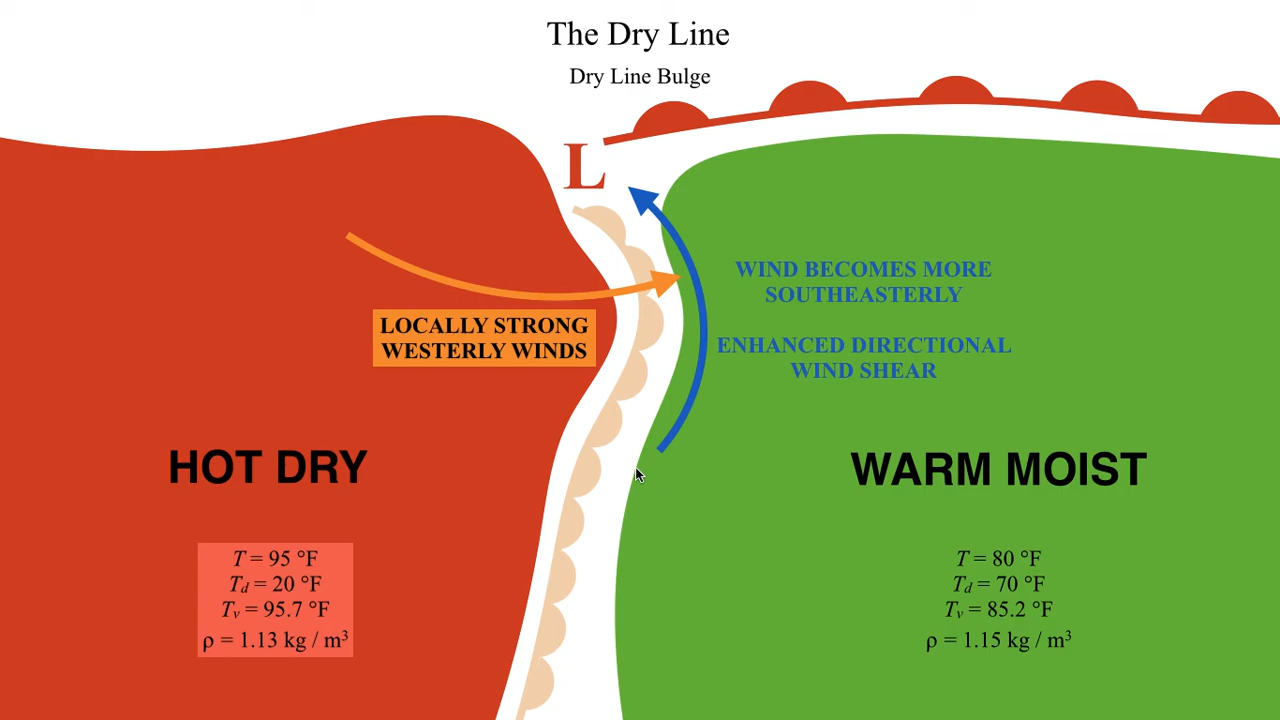 The Dry Line
Dry Line Bulge
L
WIND BECOMES MORE
SOUTHEASTERLY
LOCALLY STRONG
WESTERLY WINDS
ENHANCED DIRECTIONAL
WIND SHEAR
HOT DRY
WARM MOIST
T = 95 °F
Td = 20 °F
Tv = 95.7 °F
ρ = 1.13 kg / m³
T = 80 °F
Td = 70 °F
Tv = 85.2 °F
ρ = 1.15 kg / m³